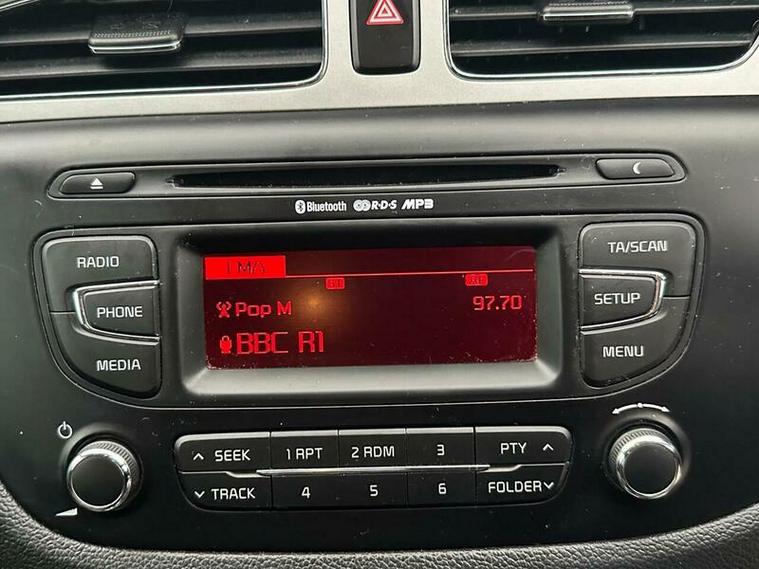 Bluetooth R·D·S MP3
RADIO
TA/SCAN
Pop M 97.70
PHONE
SETUP
BBC R1
MEDIA
MENU
SEEK 1 RPT 2 RDM 3 PTY
TRACK 4 5 6 FOLDER